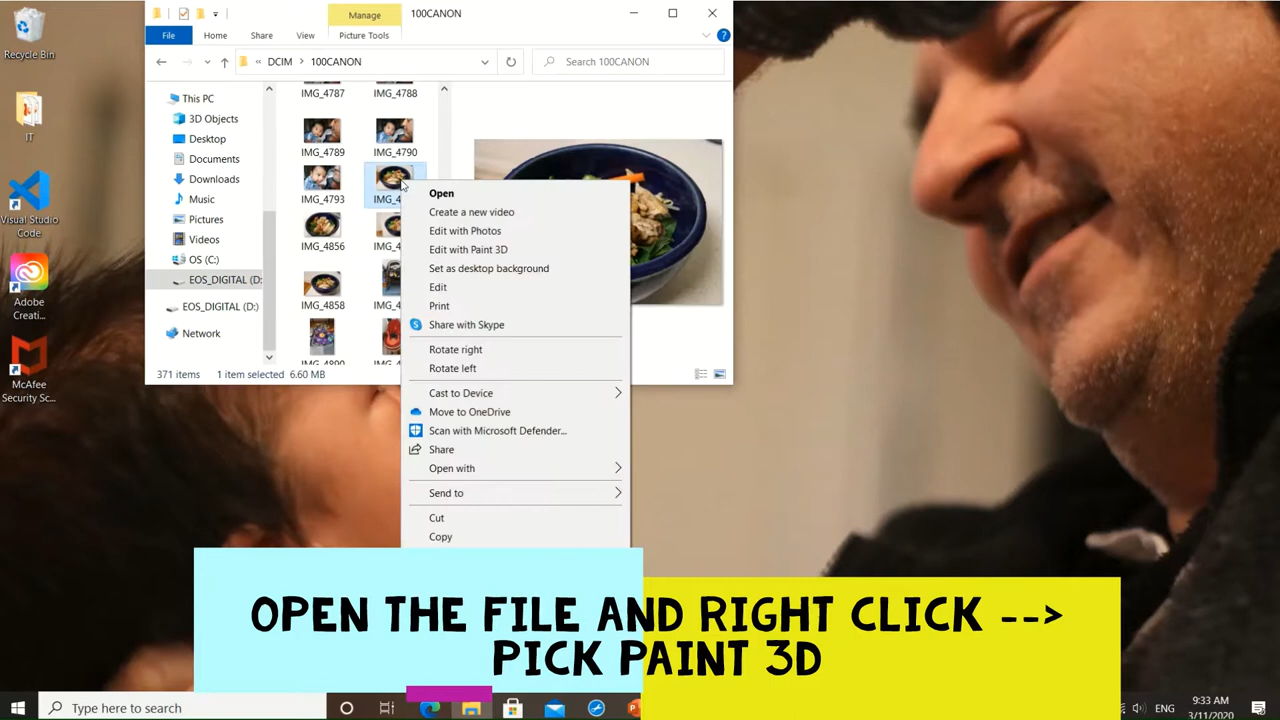 Recycle Bin
IT
Visual Studio
Code
Adobe
Creati...
McAfee
Security Sc...
Manage
100CANON
File
Home
Share
View
Picture Tools
« DCIM > 100CANON
Search 100CANON
This PC
3D Objects
Desktop
Documents
Downloads
Music
Pictures
Videos
OS (C:)
EOS_DIGITAL (D:
EOS_DIGITAL (D:)
Network
IMG_4787
IMG_4788
IMG_4789
IMG_4790
IMG_4793
IMG_4856
IMG_4858
371 items
1 item selected 6.60 MB
Open
Create a new video
Edit with Photos
Edit with Paint 3D
Set as desktop background
Edit
Print
Share with Skype
Rotate right
Rotate left
Cast to Device
Move to OneDrive
Scan with Microsoft Defender...
Share
Open with
Send to
Cut
Copy
OPEN THE FILE AND RIGHT CLICK -->
PICK PAINT 3D
Type here to search
ENG
9:33 AM
3/11/2020